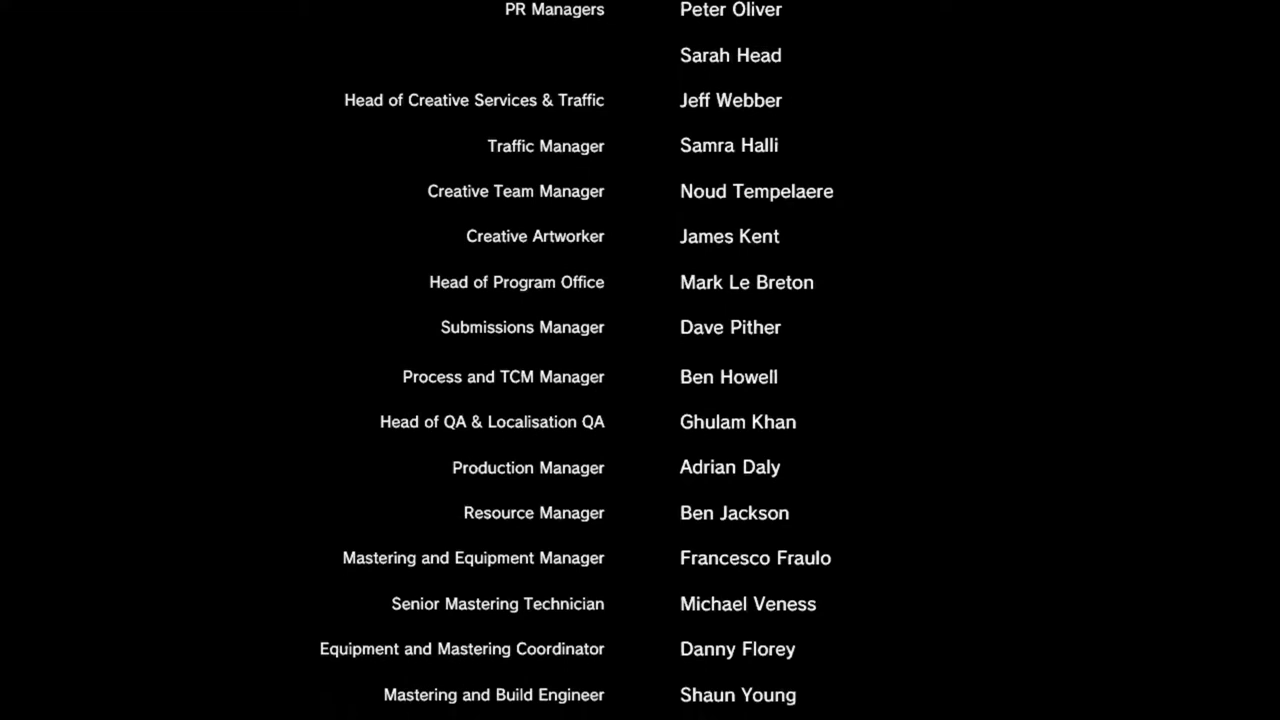 PR Managers Peter Oliver
Sarah Head
Head of Creative Services & Traffic Jeff Webber
Traffic Manager Samra Halli
Creative Team Manager Noud Tempelaere
Creative Artworker James Kent
Head of Program Office Mark Le Breton
Submissions Manager Dave Pither
Process and TCM Manager Ben Howell
Head of QA & Localisation QA Ghulam Khan
Production Manager Adrian Daly
Resource Manager Ben Jackson
Mastering and Equipment Manager Francesco Fraulo
Senior Mastering Technician Michael Veness
Equipment and Mastering Coordinator Danny Florey
Mastering and Build Engineer Shaun Young